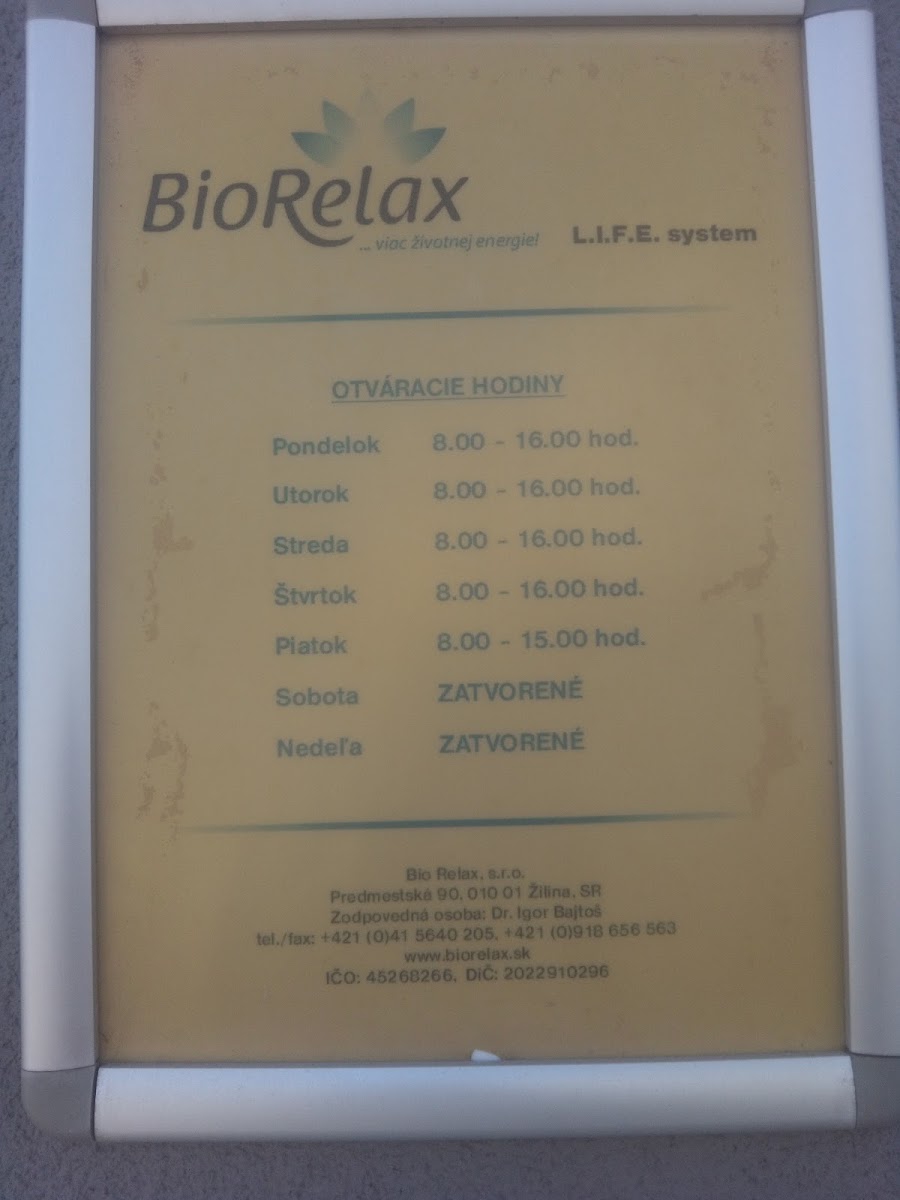 BioRelax
... viac životnej energie!
L.I.F.E. system
OTVÁRACIE HODINY
Pondelok 8.00 - 16.00 hod.
Utorok 8.00 - 16.00 hod.
Streda 8.00 - 16.00 hod.
Štvrtok 8.00 - 16.00 hod.
Piatok 8.00 - 15.00 hod.
Sobota ZATVORENÉ
Nedeľa ZATVORENÉ
Bio Relax, s.r.o.
Predmestská 90, 010 01 Žilina, SR
Zodpovedná osoba: Dr. Igor Bajtoš
tel./fax: +421 (0)41 5640 205, +421 (0)918 656 563
www.biorelax.sk
IČO: 45268266, DIČ: 2022910296